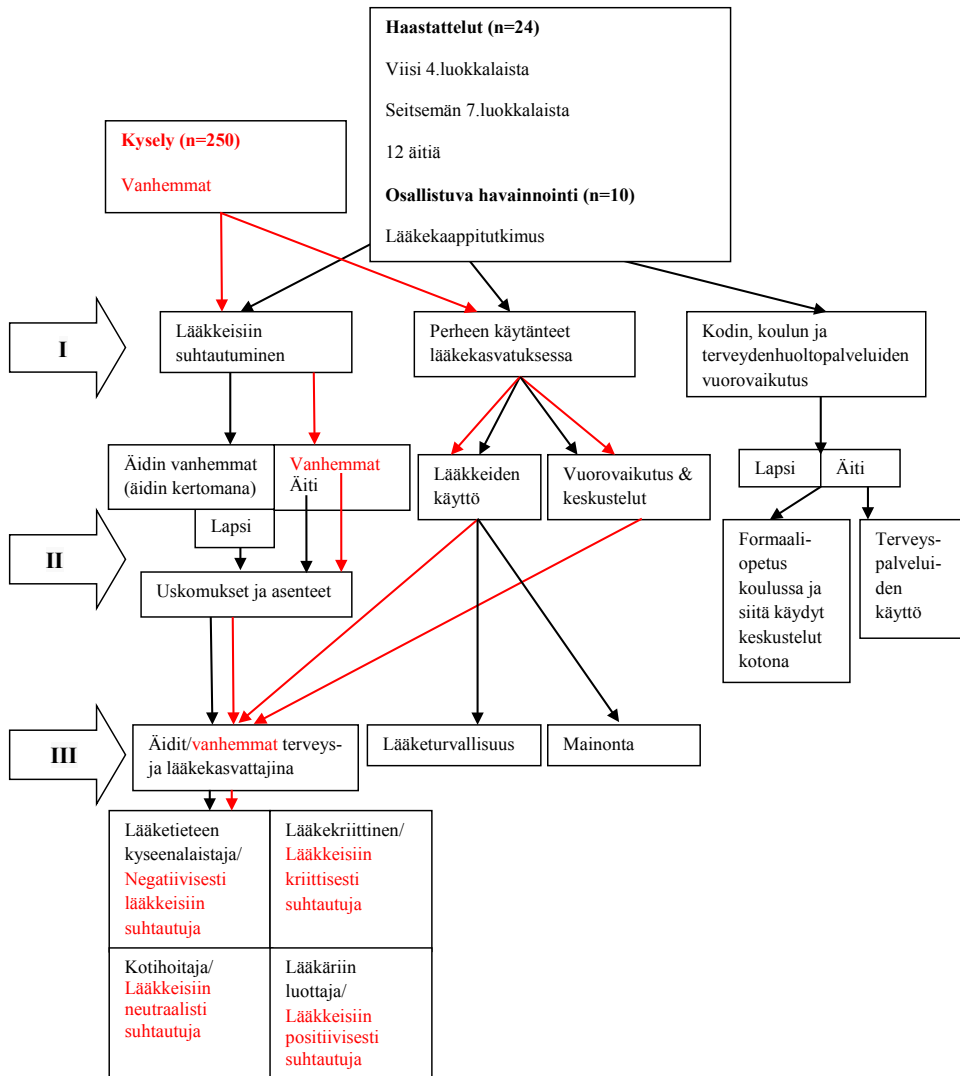 Haastattelut (n=24)
Viisi 4.luokkalaista
Seitsemän 7.luokkalaista
12 äitiä
Osallistuva havainnointi (n=10)
Lääkekaappitutkimus
Kysely (n=250)
Vanhemmat
I
Lääkkeisiin
suhtautuminen
Perheen käytänteet
lääkekasvatuksessa
Kodin, koulun ja
terveydenhuoltopalveluiden
vuorovaikutus
II
Äidin vanhemmat
(äidin kertomana)
Vanhemmat
Äiti
Lapsi
Uskomukset ja asenteet
Lääkkeiden
käyttö
Vuorovaikutus &
keskustelut
Lapsi
Äiti
Formaali-
opetus
koulussa ja
siitä käydyt
keskustelut
kotona
Terveys-
palvelui-
den
käyttö
III
Äidit/vanhemmat terveys-
ja lääkekasvattajina
Lääketurvallisuus
Mainonta
Lääketieteen
kyseenalaistaja/
Negatiivisesti
lääkkeisiin
suhtautuja
Lääkekriittinen/
Lääkkeisiin
kriittisesti
suhtautuja
Kotihoitaja/
Lääkkeisiin
neutraalisti
suhtautuja
Lääkäriin
luottaja/
Lääkkeisiin
positiivisesti
suhtautuja